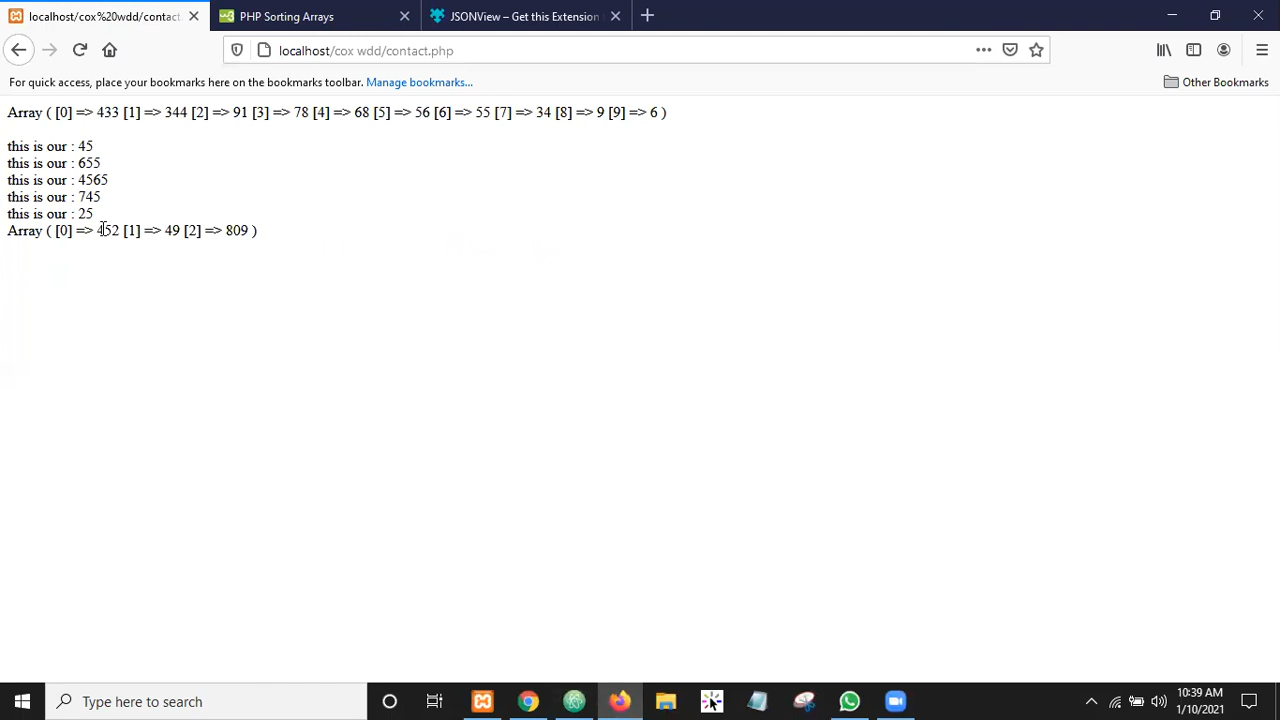 localhost/cox%20wdd/contact
PHP Sorting Arrays
JSONView – Get this Extension
localhost/cox wdd/contact.php
For quick access, place your bookmarks here on the bookmarks toolbar. Manage bookmarks...
Other Bookmarks
Array ( [0] => 433 [1] => 344 [2] => 91 [3] => 78 [4] => 68 [5] => 56 [6] => 55 [7] => 34 [8] => 9 [9] => 6 )
this is our : 45
this is our : 655
this is our : 4565
this is our : 745
this is our : 25
Array ( [0] => 452 [1] => 49 [2] => 809 )
Type here to search
10:39 AM
1/10/2021